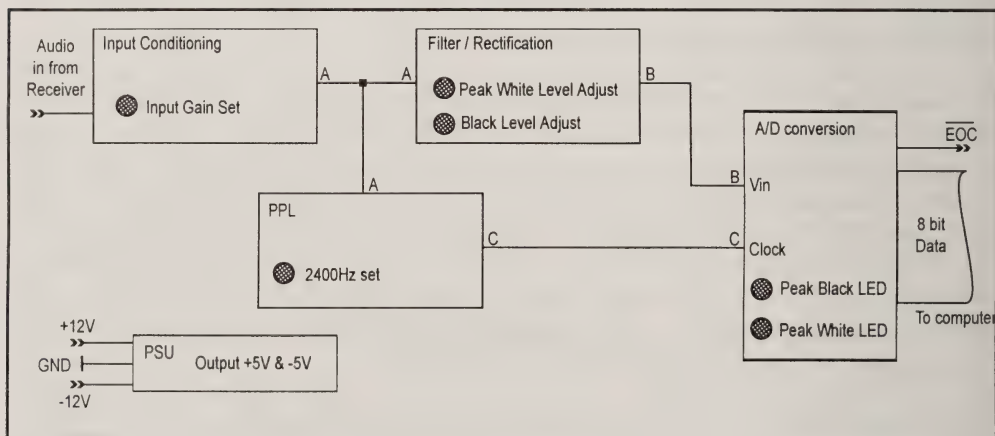 Audio
in from
Receiver
Input Conditioning
Input Gain Set
A
A
Filter / Rectification
Peak White Level Adjust
Black Level Adjust
B
A
PPL
2400Hz set
C
A/D conversion
B
Vin
C
Clock
Peak Black LED
Peak White LED
EOC
8 bit
Data
To computer
+12V
GND
-12V
PSU
Output +5V & -5V